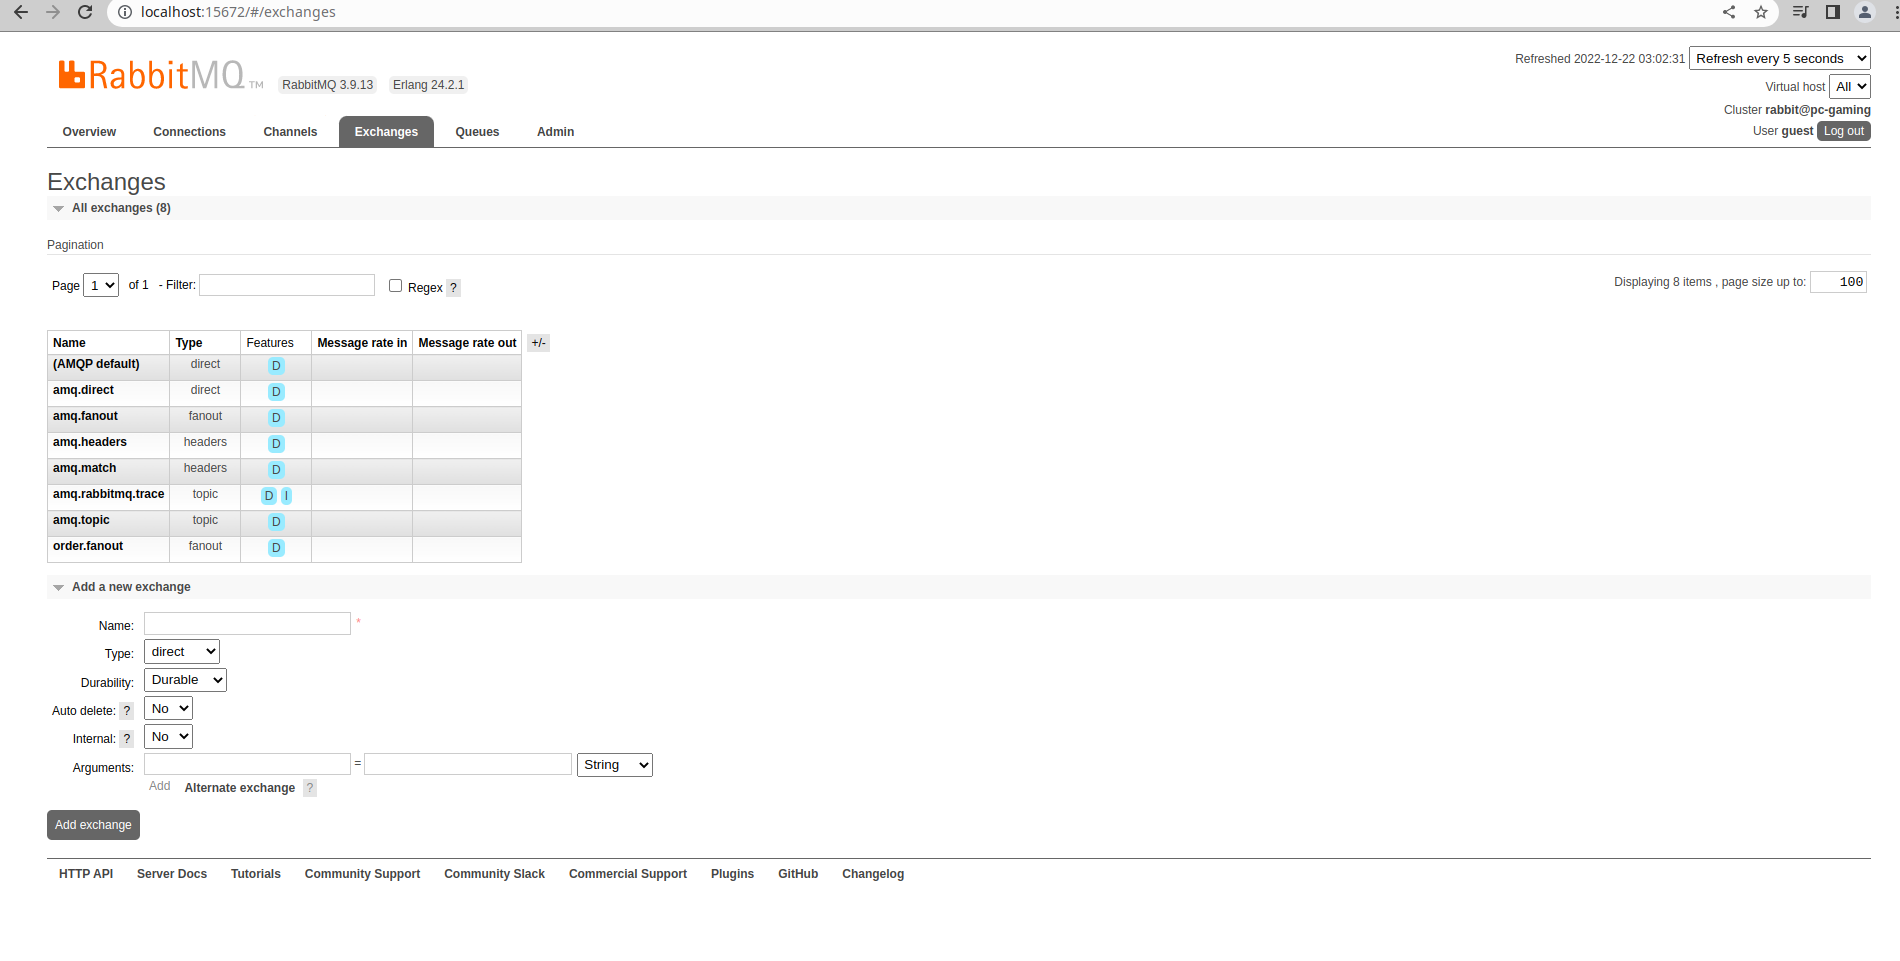 localhost:15672/#/exchanges
Refreshed 2022-12-22 03:02:31 Refresh every 5 seconds
RabbitMQ TM RabbitMQ 3.9.13 Erlang 24.2.1
Virtual host All
Cluster rabbit@pc-gaming
User guest Log out
Overview Connections Channels Exchanges Queues Admin
Exchanges
All exchanges (8)
Pagination
Page 1 of 1 - Filter: Regex ? Displaying 8 items , page size up to: 100
Name Type Features Message rate in Message rate out +/-
(AMQP default) direct D
amq.direct direct D
amq.fanout fanout D
amq.headers headers D
amq.match headers D
amq.rabbitmq.trace topic D I
amq.topic topic D
order.fanout fanout D
Add a new exchange
Name: *
Type: direct
Durability: Durable
Auto delete: ? No
Internal: ? No
Arguments: = String
Add Alternate exchange ?
Add exchange
HTTP API Server Docs Tutorials Community Support Community Slack Commercial Support Plugins GitHub Changelog